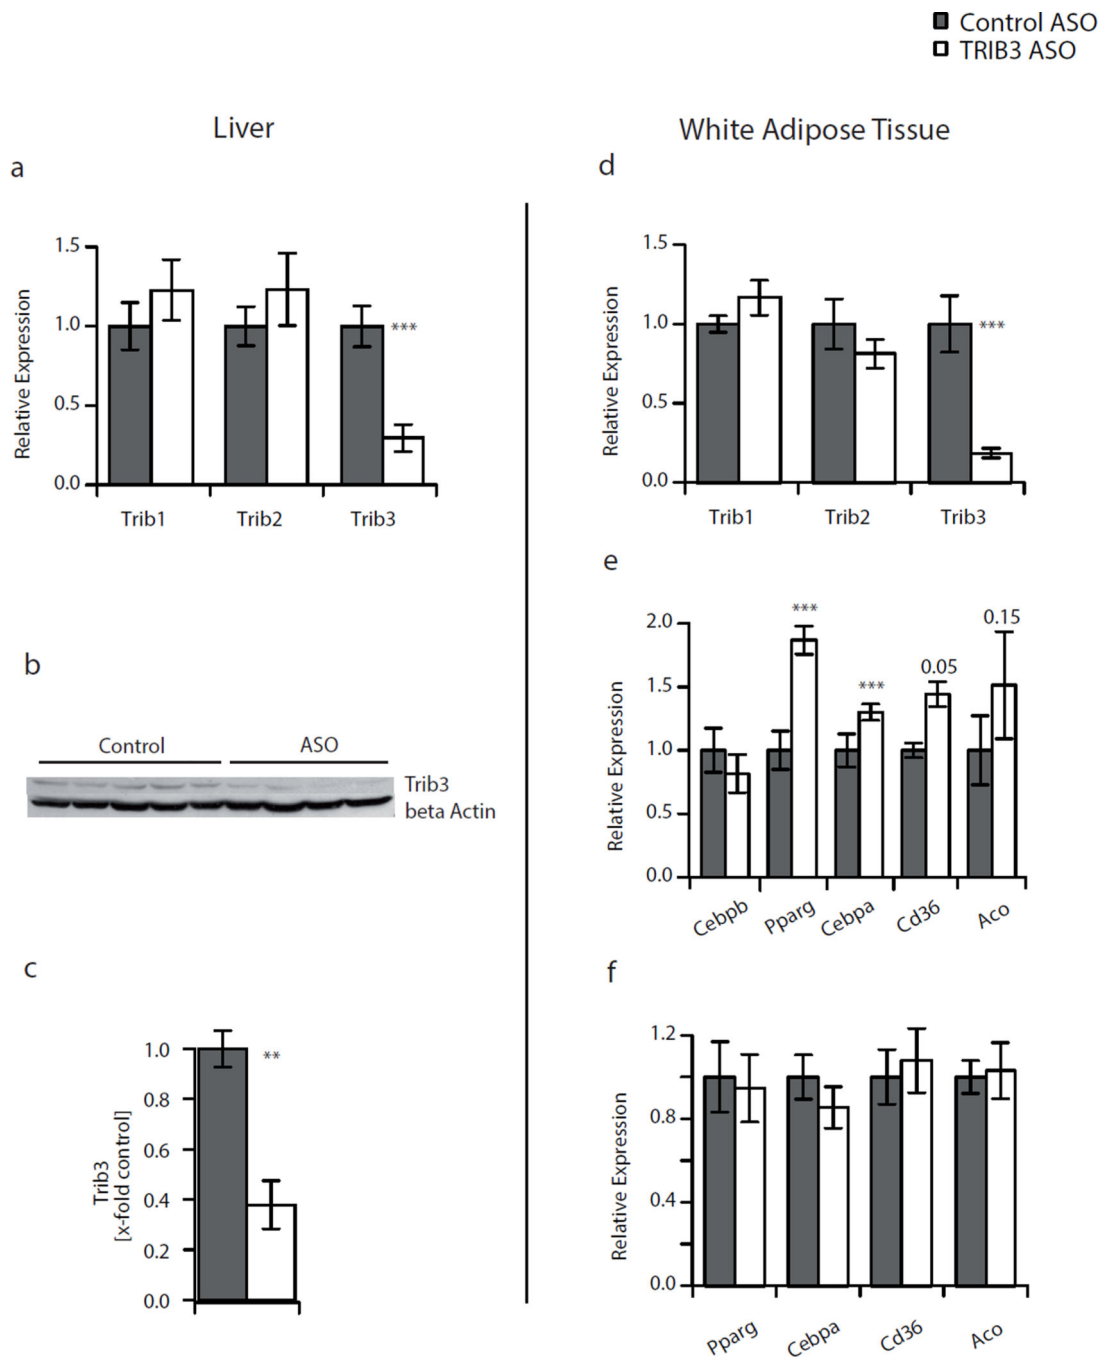 Control ASO
TRIB3 ASO
Liver
White Adipose Tissue
a
1.5
1.0
0.5
0.0
Relative Expression
***
Trib1 Trib2 Trib3
b
Control ASO
Trib3
beta Actin
c
1.0
0.8
0.6
0.4
0.2
0.0
Trib3
[x-fold control]
**
d
1.5
1.0
0.5
0.0
Relative Expression
***
Trib1 Trib2 Trib3
e
2.0
1.5
1.0
0.5
0.0
Relative Expression
***
***
0.05
0.15
Cebpb Pparg Cebpa Cd36 Aco
f
1.2
0.8
0.4
0.0
Relative Expression
Pparg Cebpa Cd36 Aco